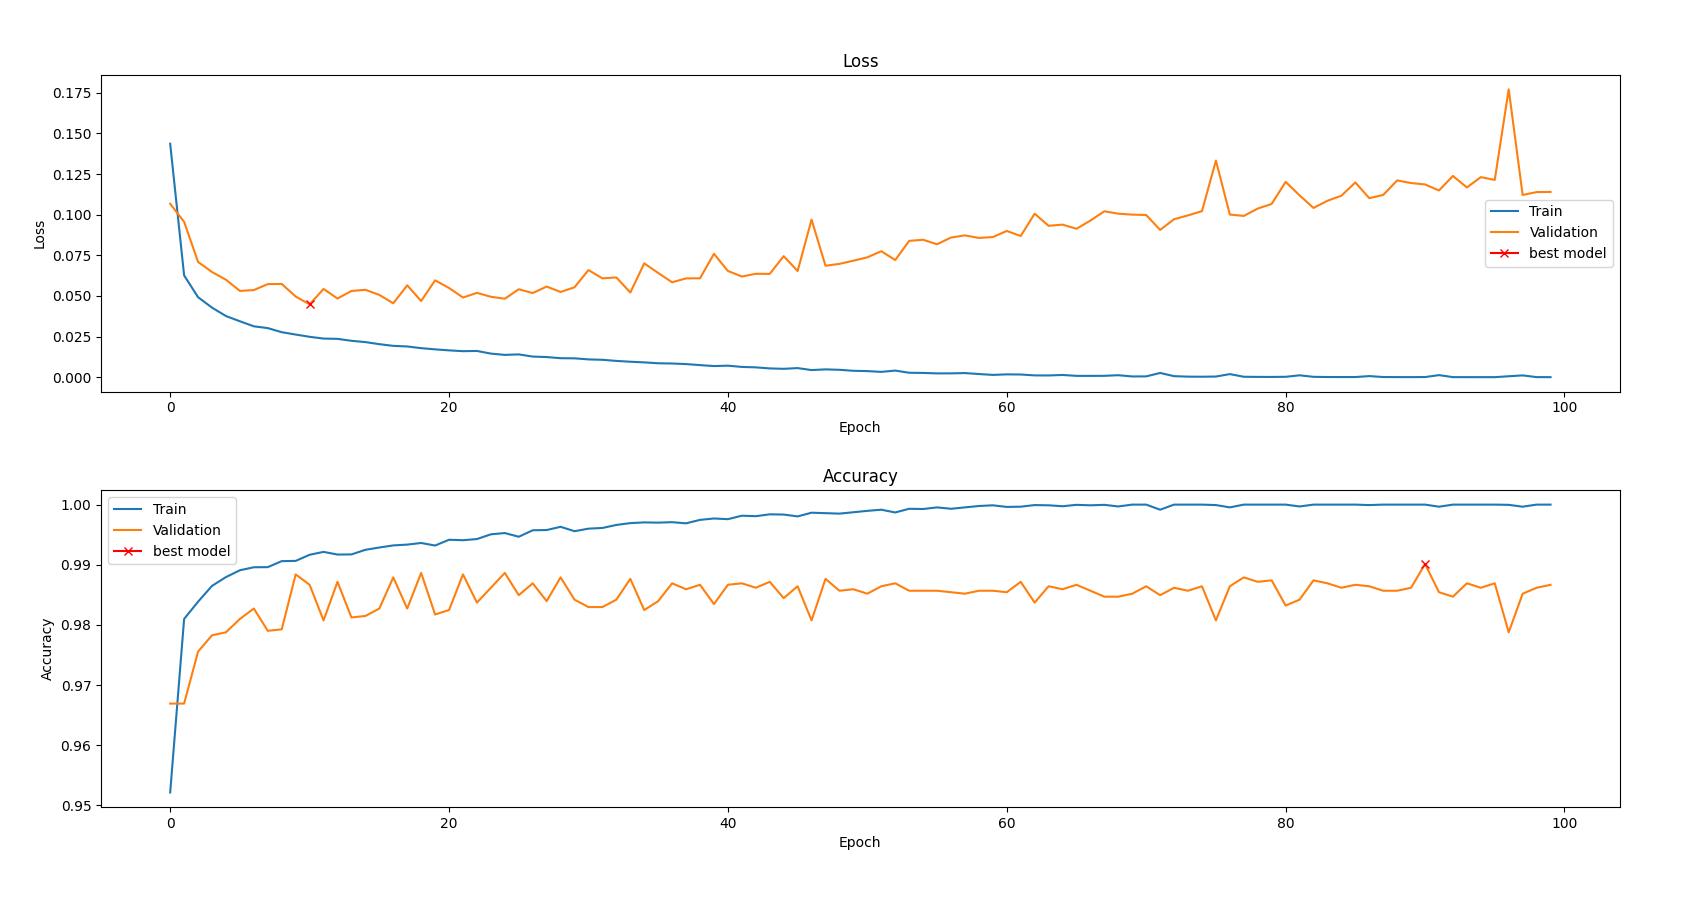 Loss
0.175
0.150
0.125
0.100
0.075
0.050
0.025
0.000
Loss
Train
Validation
best model
0 20 40 60 80 100
Epoch
Accuracy
1.00
0.99
0.98
0.97
0.96
0.95
Accuracy
Train
Validation
best model
0 20 40 60 80 100
Epoch